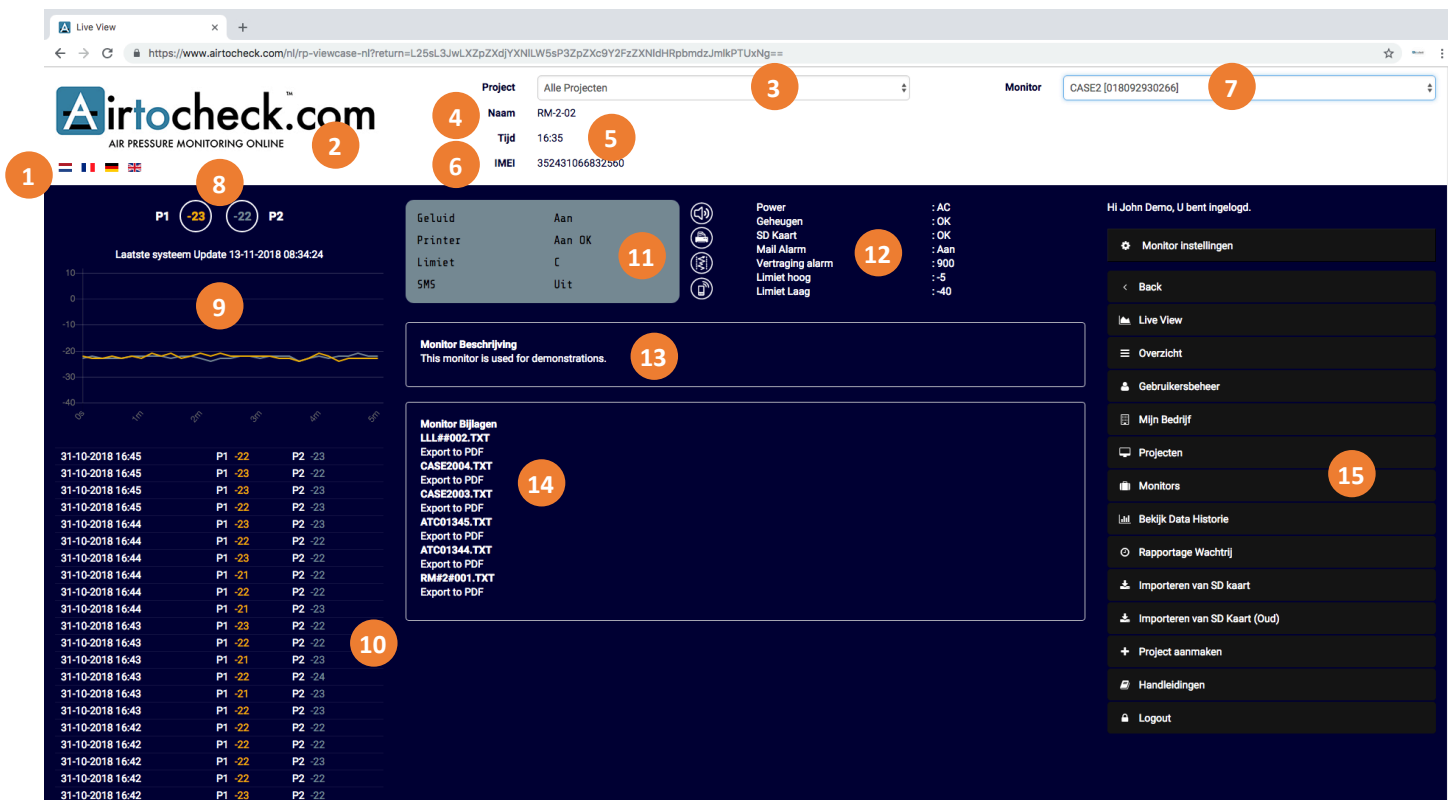 Live View
https://www.airtocheck.com/nl/rp-viewcase-nl?return=L25sL3JwLXZpZXdjYXNlLW5sP3ZpZXc9Y2FzZXNldHRpbmdzJmlkPTUxNg==
Airtocheck.com™
AIR PRESSURE MONITORING ONLINE
Project Alle Projecten 3
Monitor CASE2 [018092930266] 7
4 Naam RM-2-02
Tijd 16:35 5
6 IMEI 352431066832560
2
1
8
P1 -23 -22 P2
Laatste systeem Update 13-11-2018 08:34:24
10
0
-10
-20
-30
-40
0s 1m 2m 3m 4m 5m
9
31-10-2018 16:45 P1 -22 P2 -23
31-10-2018 16:45 P1 -23 P2 -22
31-10-2018 16:45 P1 -23 P2 -23
31-10-2018 16:45 P1 -22 P2 -23
31-10-2018 16:44 P1 -23 P2 -23
31-10-2018 16:44 P1 -22 P2 -22
31-10-2018 16:44 P1 -23 P2 -22
31-10-2018 16:44 P1 -21 P2 -22
31-10-2018 16:44 P1 -22 P2 -22
31-10-2018 16:44 P1 -21 P2 -23
31-10-2018 16:43 P1 -23 P2 -22
31-10-2018 16:43 P1 -22 P2 -22
31-10-2018 16:43 P1 -21 P2 -23
31-10-2018 16:43 P1 -22 P2 -24
31-10-2018 16:43 P1 -21 P2 -23
31-10-2018 16:43 P1 -22 P2 -23
31-10-2018 16:42 P1 -22 P2 -22
31-10-2018 16:42 P1 -22 P2 -22
31-10-2018 16:42 P1 -22 P2 -23
31-10-2018 16:42 P1 -22 P2 -22
31-10-2018 16:42 P1 -23 P2 -22
10
Geluid Aan
Printer Aan OK
Limiet C
SMS Uit
11
Power : AC
Geheugen : OK
SD Kaart : OK
Mail Alarm : Aan
Vertraging alarm : 900
Limiet hoog : -5
Limiet Laag : -40
12
Monitor Beschrijving
This monitor is used for demonstrations.
13
Monitor Bijlagen
LLL##002.TXT
Export to PDF
CASE2004.TXT
Export to PDF
CASE2003.TXT
Export to PDF
ATC01345.TXT
Export to PDF
ATC01344.TXT
Export to PDF
RM#2#001.TXT
Export to PDF
14
Hi John Demo, U bent ingelogd.
Monitor instellingen
Back
Live View
Overzicht
Gebruikersbeheer
Mijn Bedrijf
Projecten
Monitors
Bekijk Data Historie
Rapportage Wachtrij
Importeren van SD kaart
Importeren van SD Kaart (Oud)
Project aanmaken
Handleidingen
Logout
15